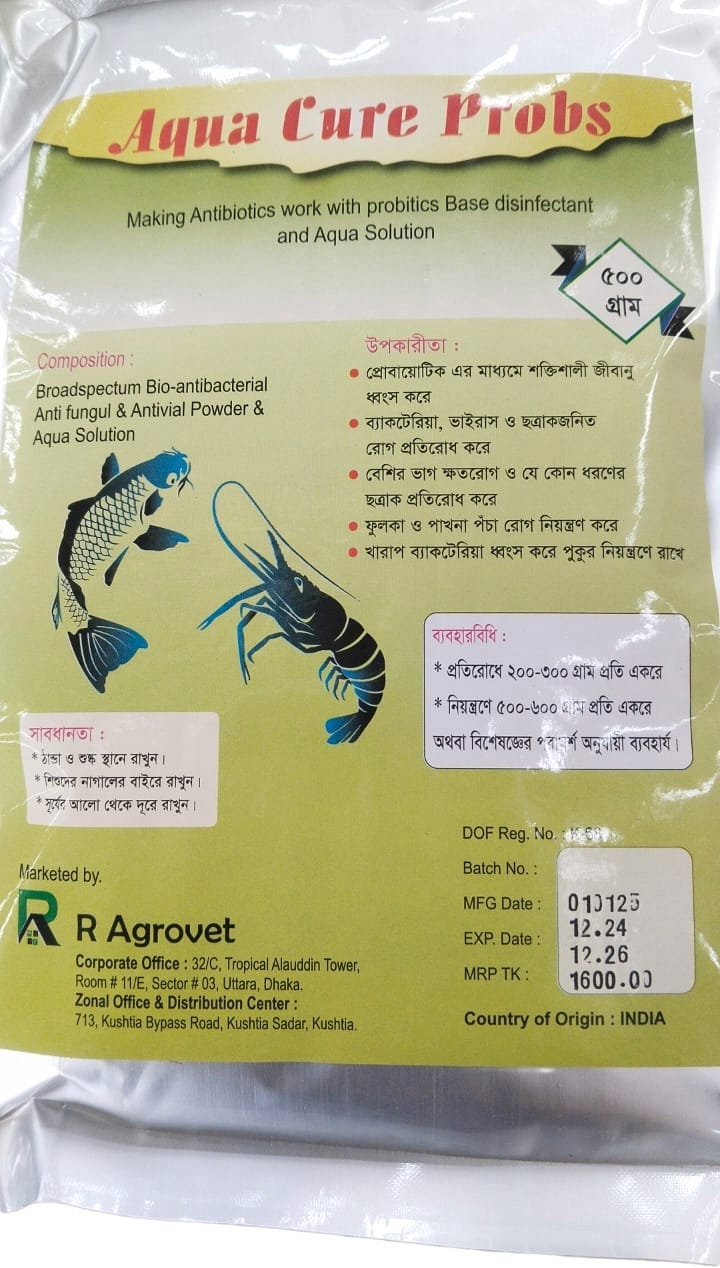 Aqua Cure Probs
Making Antibiotics work with probitics Base disinfectant
and Aqua Solution
৫০০
গ্রাম
Composition :
Broadspectum Bio-antibacterial
Anti fungul & Antivial Powder &
Aqua Solution
উপকারীতা :
প্রোবায়োটিক এর মাধ্যমে শক্তিশালী জীবানু
ধ্বংস করে
ব্যাকটেরিয়া, ভাইরাস ও ছত্রাকজনিত
রোগ প্রতিরোধ করে
বেশির ভাগ ক্ষতরোগ ও যে কোন ধরণের
ছত্রাক প্রতিরোধ করে
ফুলকা ও পাখনা পঁচা রোগ নিয়ন্ত্রণ করে
খারাপ ব্যাকটেরিয়া ধ্বংস করে পুকুর নিয়ন্ত্রণে রাখে
ব্যবহারবিধি :
* প্রতিরোধে ২০০-৩০০ গ্রাম প্রতি একরে
* নিয়ন্ত্রণে ৫০০-৬০০ গ্রাম প্রতি একরে
অথবা বিশেষজ্ঞের পরামর্শ অনুযায়ী ব্যবহার্য।
সাবধানতা :
* ঠান্ডা ও শুষ্ক স্থানে রাখুন।
* শিশুদের নাগালের বাইরে রাখুন।
* সূর্যের আলো থেকে দূরে রাখুন।
Marketed by.
R Agrovet
Corporate Office : 32/C, Tropical Alauddin Tower,
Room # 11/E, Sector # 03, Uttara, Dhaka.
Zonal Office & Distribution Center :
713, Kushtia Bypass Road, Kushtia Sadar, Kushtia.
DOF Reg. No. :
Batch No. : 010125
MFG Date : 12.24
EXP. Date : 12.26
MRP TK : 1600.00
Country of Origin : INDIA